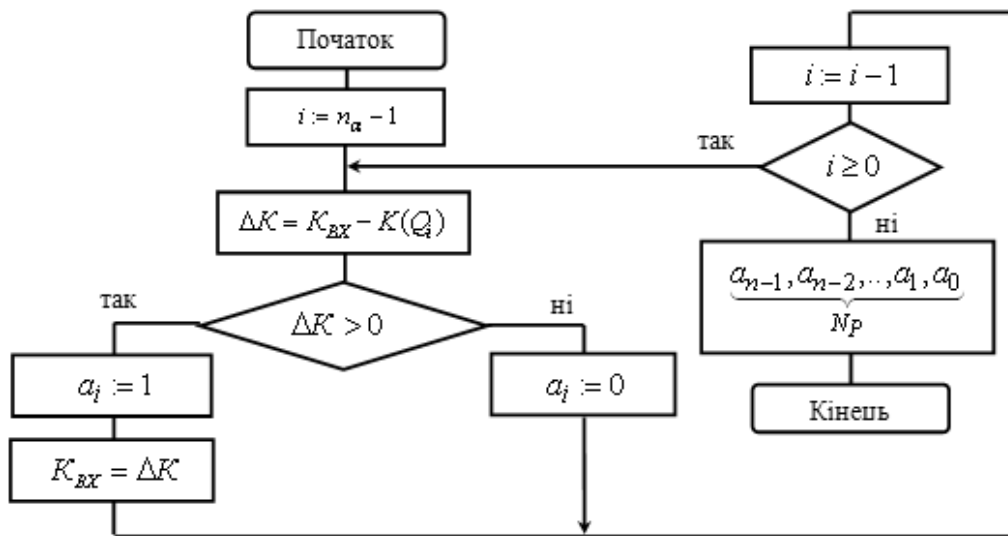 Початок
i := n_a − 1
ΔK = K_BX − K(Q_i)
ΔK > 0
так
ні
a_i := 1
K_BX = ΔK
a_i := 0
i := i − 1
i ≥ 0
так
ні
a_{n−1}, a_{n−2}, .., a_1, a_0
N_P
Кінець